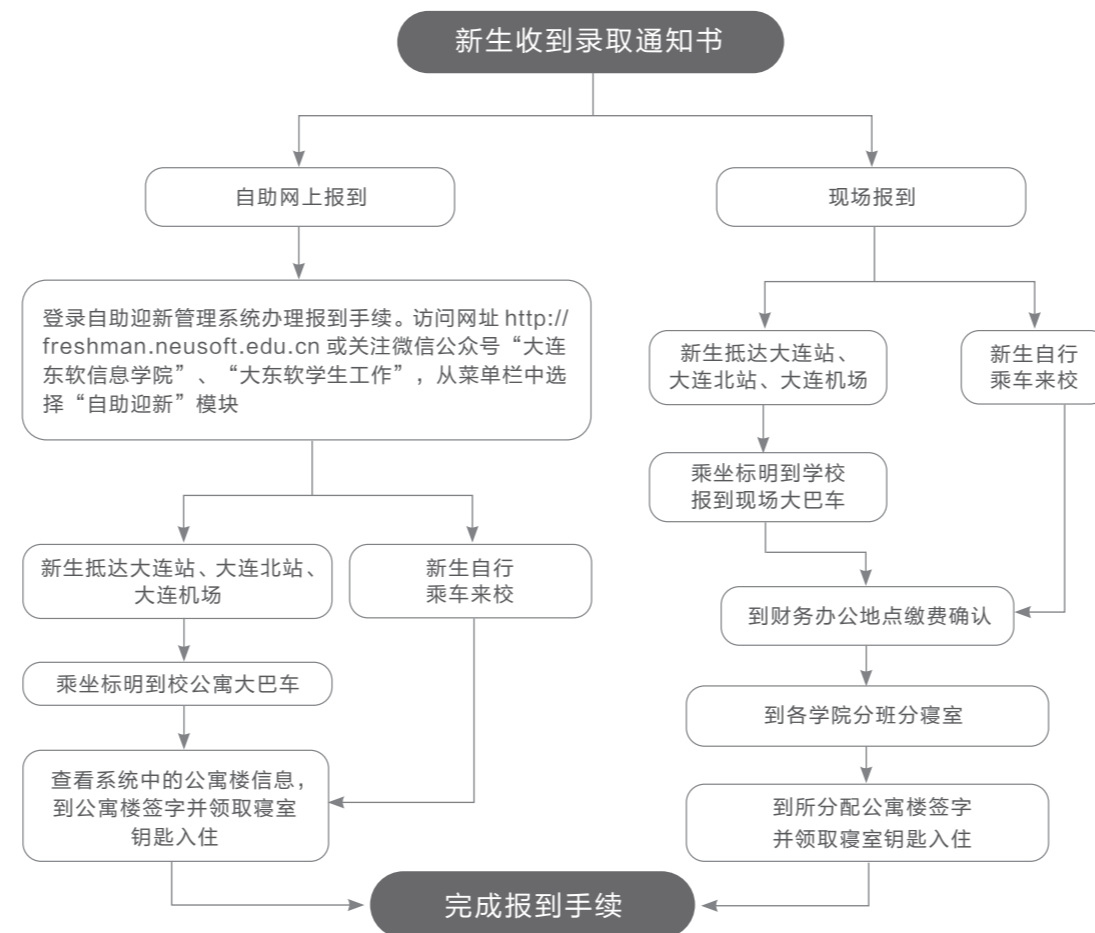 新生收到录取通知书
自助网上报到
现场报到
登录自助迎新管理系统办理报到手续。访问网址 http://
freshman.neusoft.edu.cn 或关注微信公众号“大连
东软信息学院”、“大东软学生工作”，从菜单栏中选
择“自助迎新”模块
新生抵达大连站、
大连北站、大连机场
新生自行
乘车来校
乘坐标明到学校
报到现场大巴车
新生抵达大连站、大连北站、
大连机场
新生自行
乘车来校
到财务办公地点缴费确认
乘坐标明到校公寓大巴车
到各学院分班分寝室
查看系统中的公寓楼信息，
到公寓楼签字并领取寝室
钥匙入住
到所分配公寓楼签字
并领取寝室钥匙入住
完成报到手续